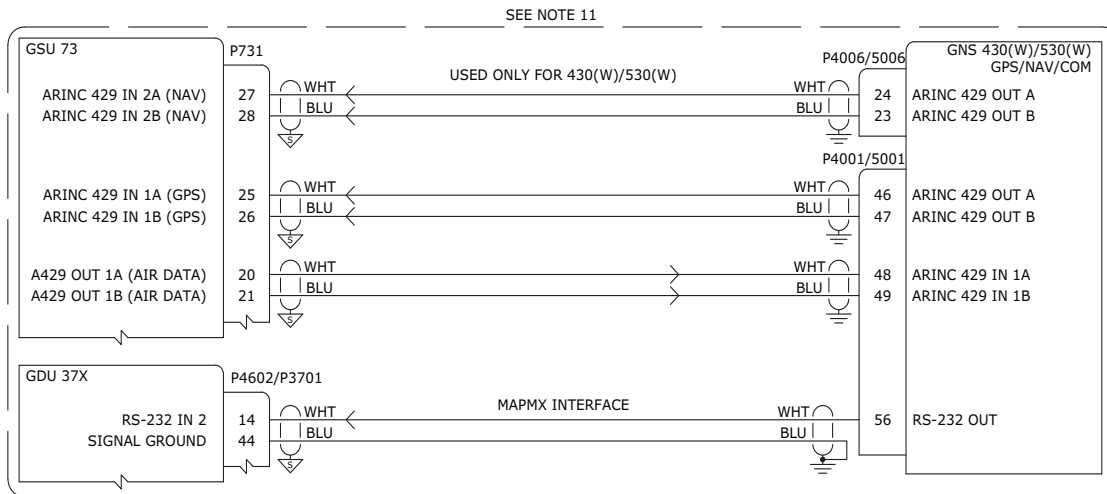 SEE NOTE 11
GSU 73
P731
P4006/5006
GNS 430(W)/530(W)
GPS/NAV/COM
USED ONLY FOR 430(W)/530(W)
ARINC 429 IN 2A (NAV) 27 WHT WHT 24 ARINC 429 OUT A
ARINC 429 IN 2B (NAV) 28 BLU BLU 23 ARINC 429 OUT B
S
P4001/5001
ARINC 429 IN 1A (GPS) 25 WHT WHT 46 ARINC 429 OUT A
ARINC 429 IN 1B (GPS) 26 BLU BLU 47 ARINC 429 OUT B
S
A429 OUT 1A (AIR DATA) 20 WHT WHT 48 ARINC 429 IN 1A
A429 OUT 1B (AIR DATA) 21 BLU BLU 49 ARINC 429 IN 1B
S
GDU 37X
P4602/P3701
MAPMX INTERFACE
RS-232 IN 2 14 WHT WHT 56 RS-232 OUT
SIGNAL GROUND 44 BLU BLU
S